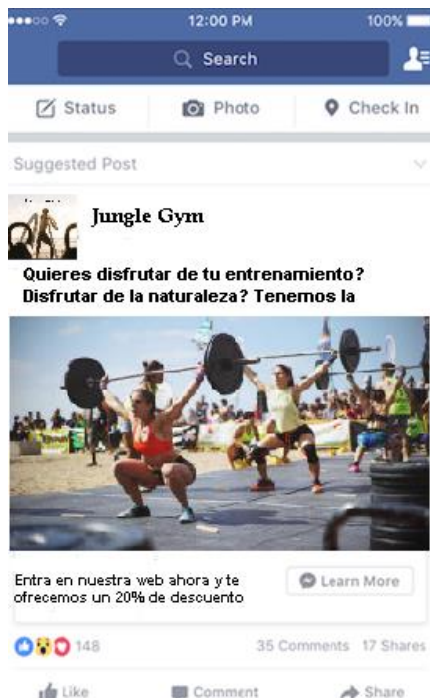 12:00 PM 100%
Search
Status Photo Check In
Suggested Post
Jungle Gym
Quieres disfrutar de tu entrenamiento?
Disfrutar de la naturaleza? Tenemos la
Entra en nuestra web ahora y te
ofrecemos un 20% de descuento
Learn More
148 35 Comments 17 Shares
Like Comment Share